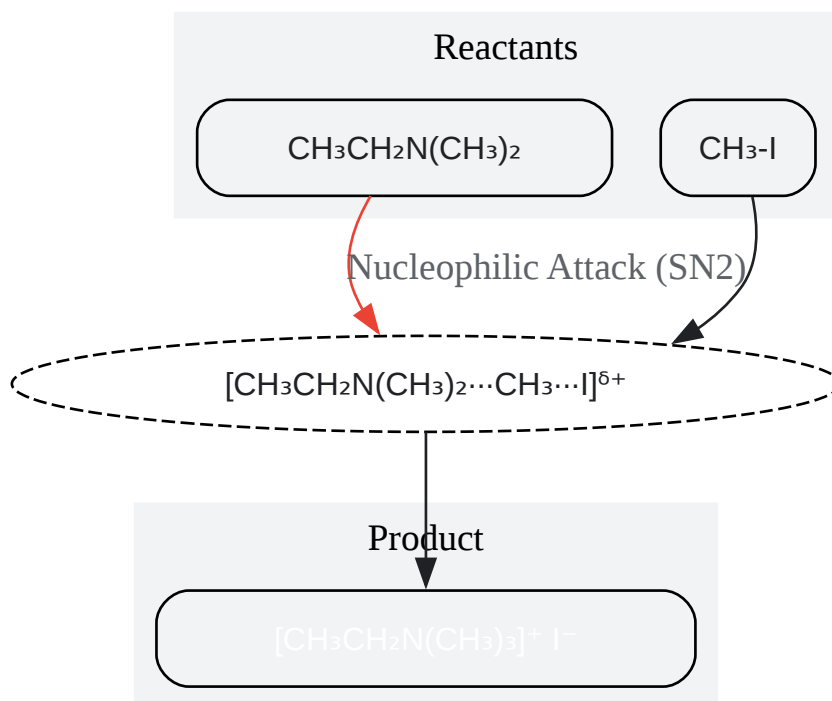 Reactants
CH₃CH₂N(CH₃)₂
CH₃-I
Nucleophilic Attack (SN2)
[CH₃CH₂N(CH₃)₂···CH₃···I]ᵟ⁺
Product
[CH₃CH₂N(CH₃)₃]⁺ I⁻